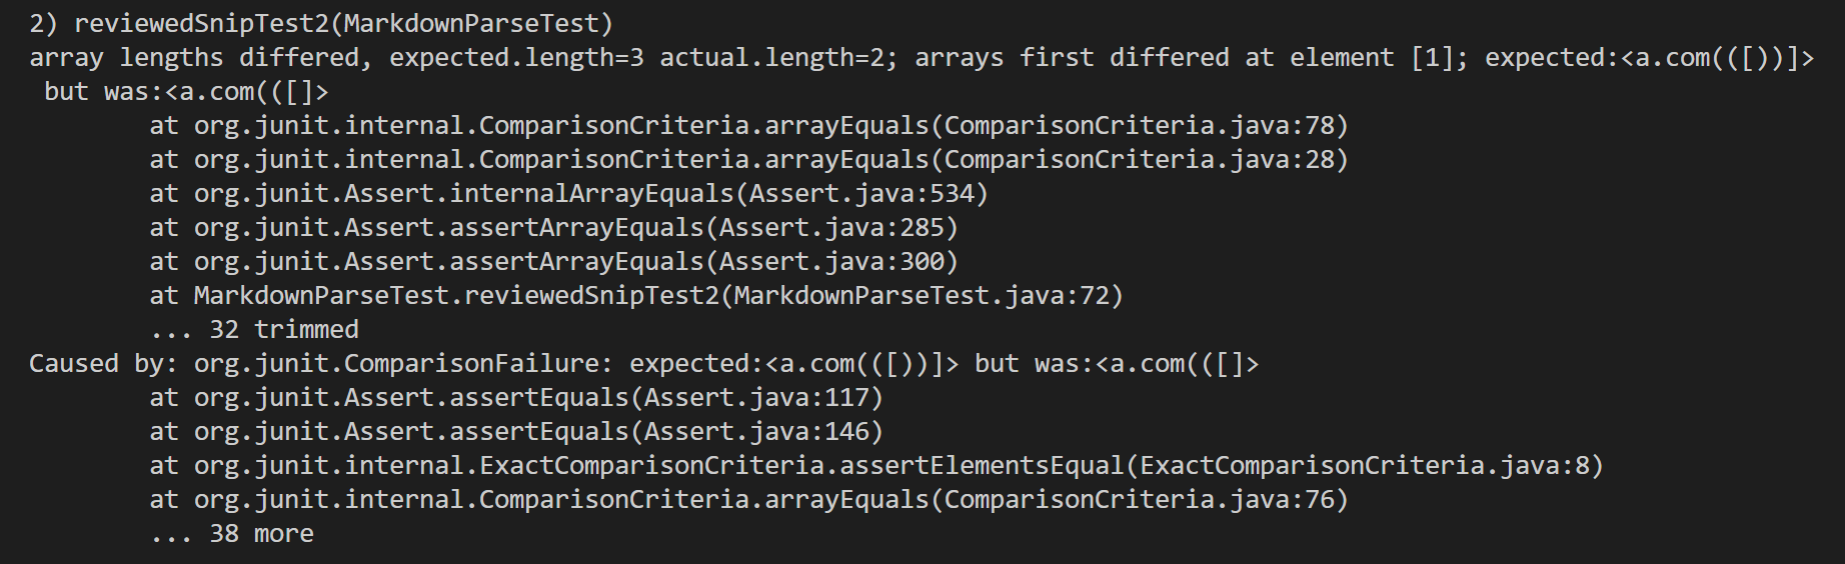 2) reviewedSnipTest2(MarkdownParseTest)
array lengths differed, expected.length=3 actual.length=2; arrays first differed at element [1]; expected:<a.com(([))]>
 but was:<a.com(([]>
        at org.junit.internal.ComparisonCriteria.arrayEquals(ComparisonCriteria.java:78)
        at org.junit.internal.ComparisonCriteria.arrayEquals(ComparisonCriteria.java:28)
        at org.junit.Assert.internalArrayEquals(Assert.java:534)
        at org.junit.Assert.assertArrayEquals(Assert.java:285)
        at org.junit.Assert.assertArrayEquals(Assert.java:300)
        at MarkdownParseTest.reviewedSnipTest2(MarkdownParseTest.java:72)
        ... 32 trimmed
Caused by: org.junit.ComparisonFailure: expected:<a.com(([))]> but was:<a.com(([]>
        at org.junit.Assert.assertEquals(Assert.java:117)
        at org.junit.Assert.assertEquals(Assert.java:146)
        at org.junit.internal.ExactComparisonCriteria.assertElementsEqual(ExactComparisonCriteria.java:8)
        at org.junit.internal.ComparisonCriteria.arrayEquals(ComparisonCriteria.java:76)
        ... 38 more